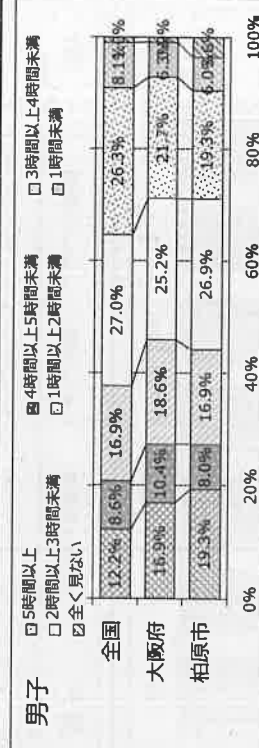 男子
5時間以上 4時間以上5時間未満 3時間以上4時間未満
2時間以上3時間未満 1時間以上2時間未満 1時間未満
全く見ない
全国 12.2% 8.6% 16.9% 27.0% 26.3% 8.1%
大阪府 16.9% 10.4% 18.6% 25.2% 21.7% 6.3%
柏原市 19.3% 8.0% 16.9% 26.9% 19.3% 6.0%
0% 20% 40% 60% 80% 100%